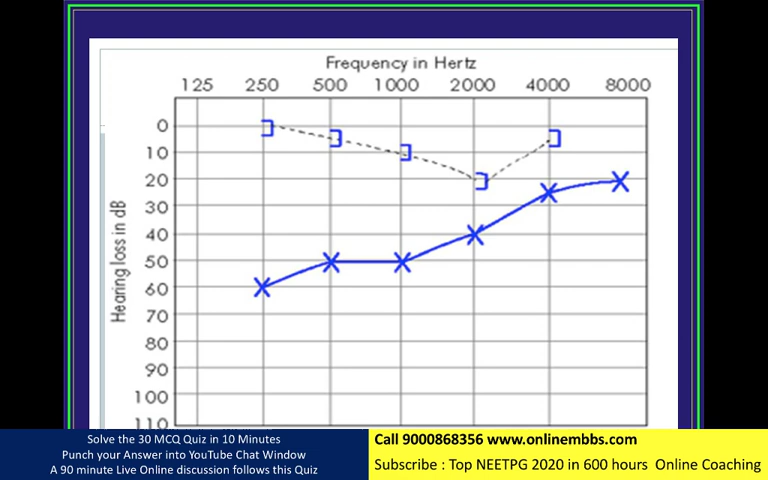 Frequency in Hertz
125 250 500 1000 2000 4000 8000
0
10
20
30
40
50
60
70
80
90
100
110
Hearing loss in dB
Solve the 30 MCQ Quiz in 10 Minutes
Punch your Answer into YouTube Chat Window
A 90 minute Live Online discussion follows this Quiz
Call 9000868356 www.onlinembbs.com
Subscribe : Top NEETPG 2020 in 600 hours Online Coaching